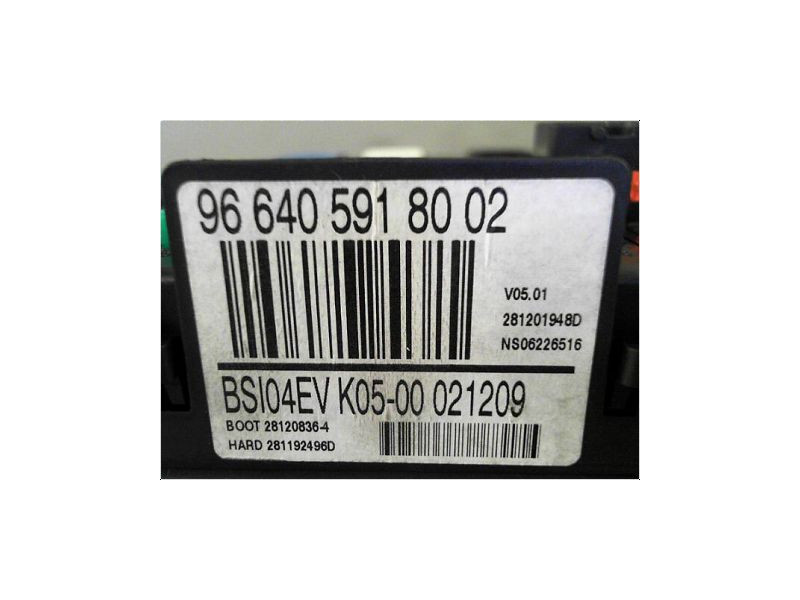 96 640 591 80 02
V05.01
281201948D
NS06226516
BSI04EV K05-00 021209
BOOT 28120836-4
HARD 281192496D